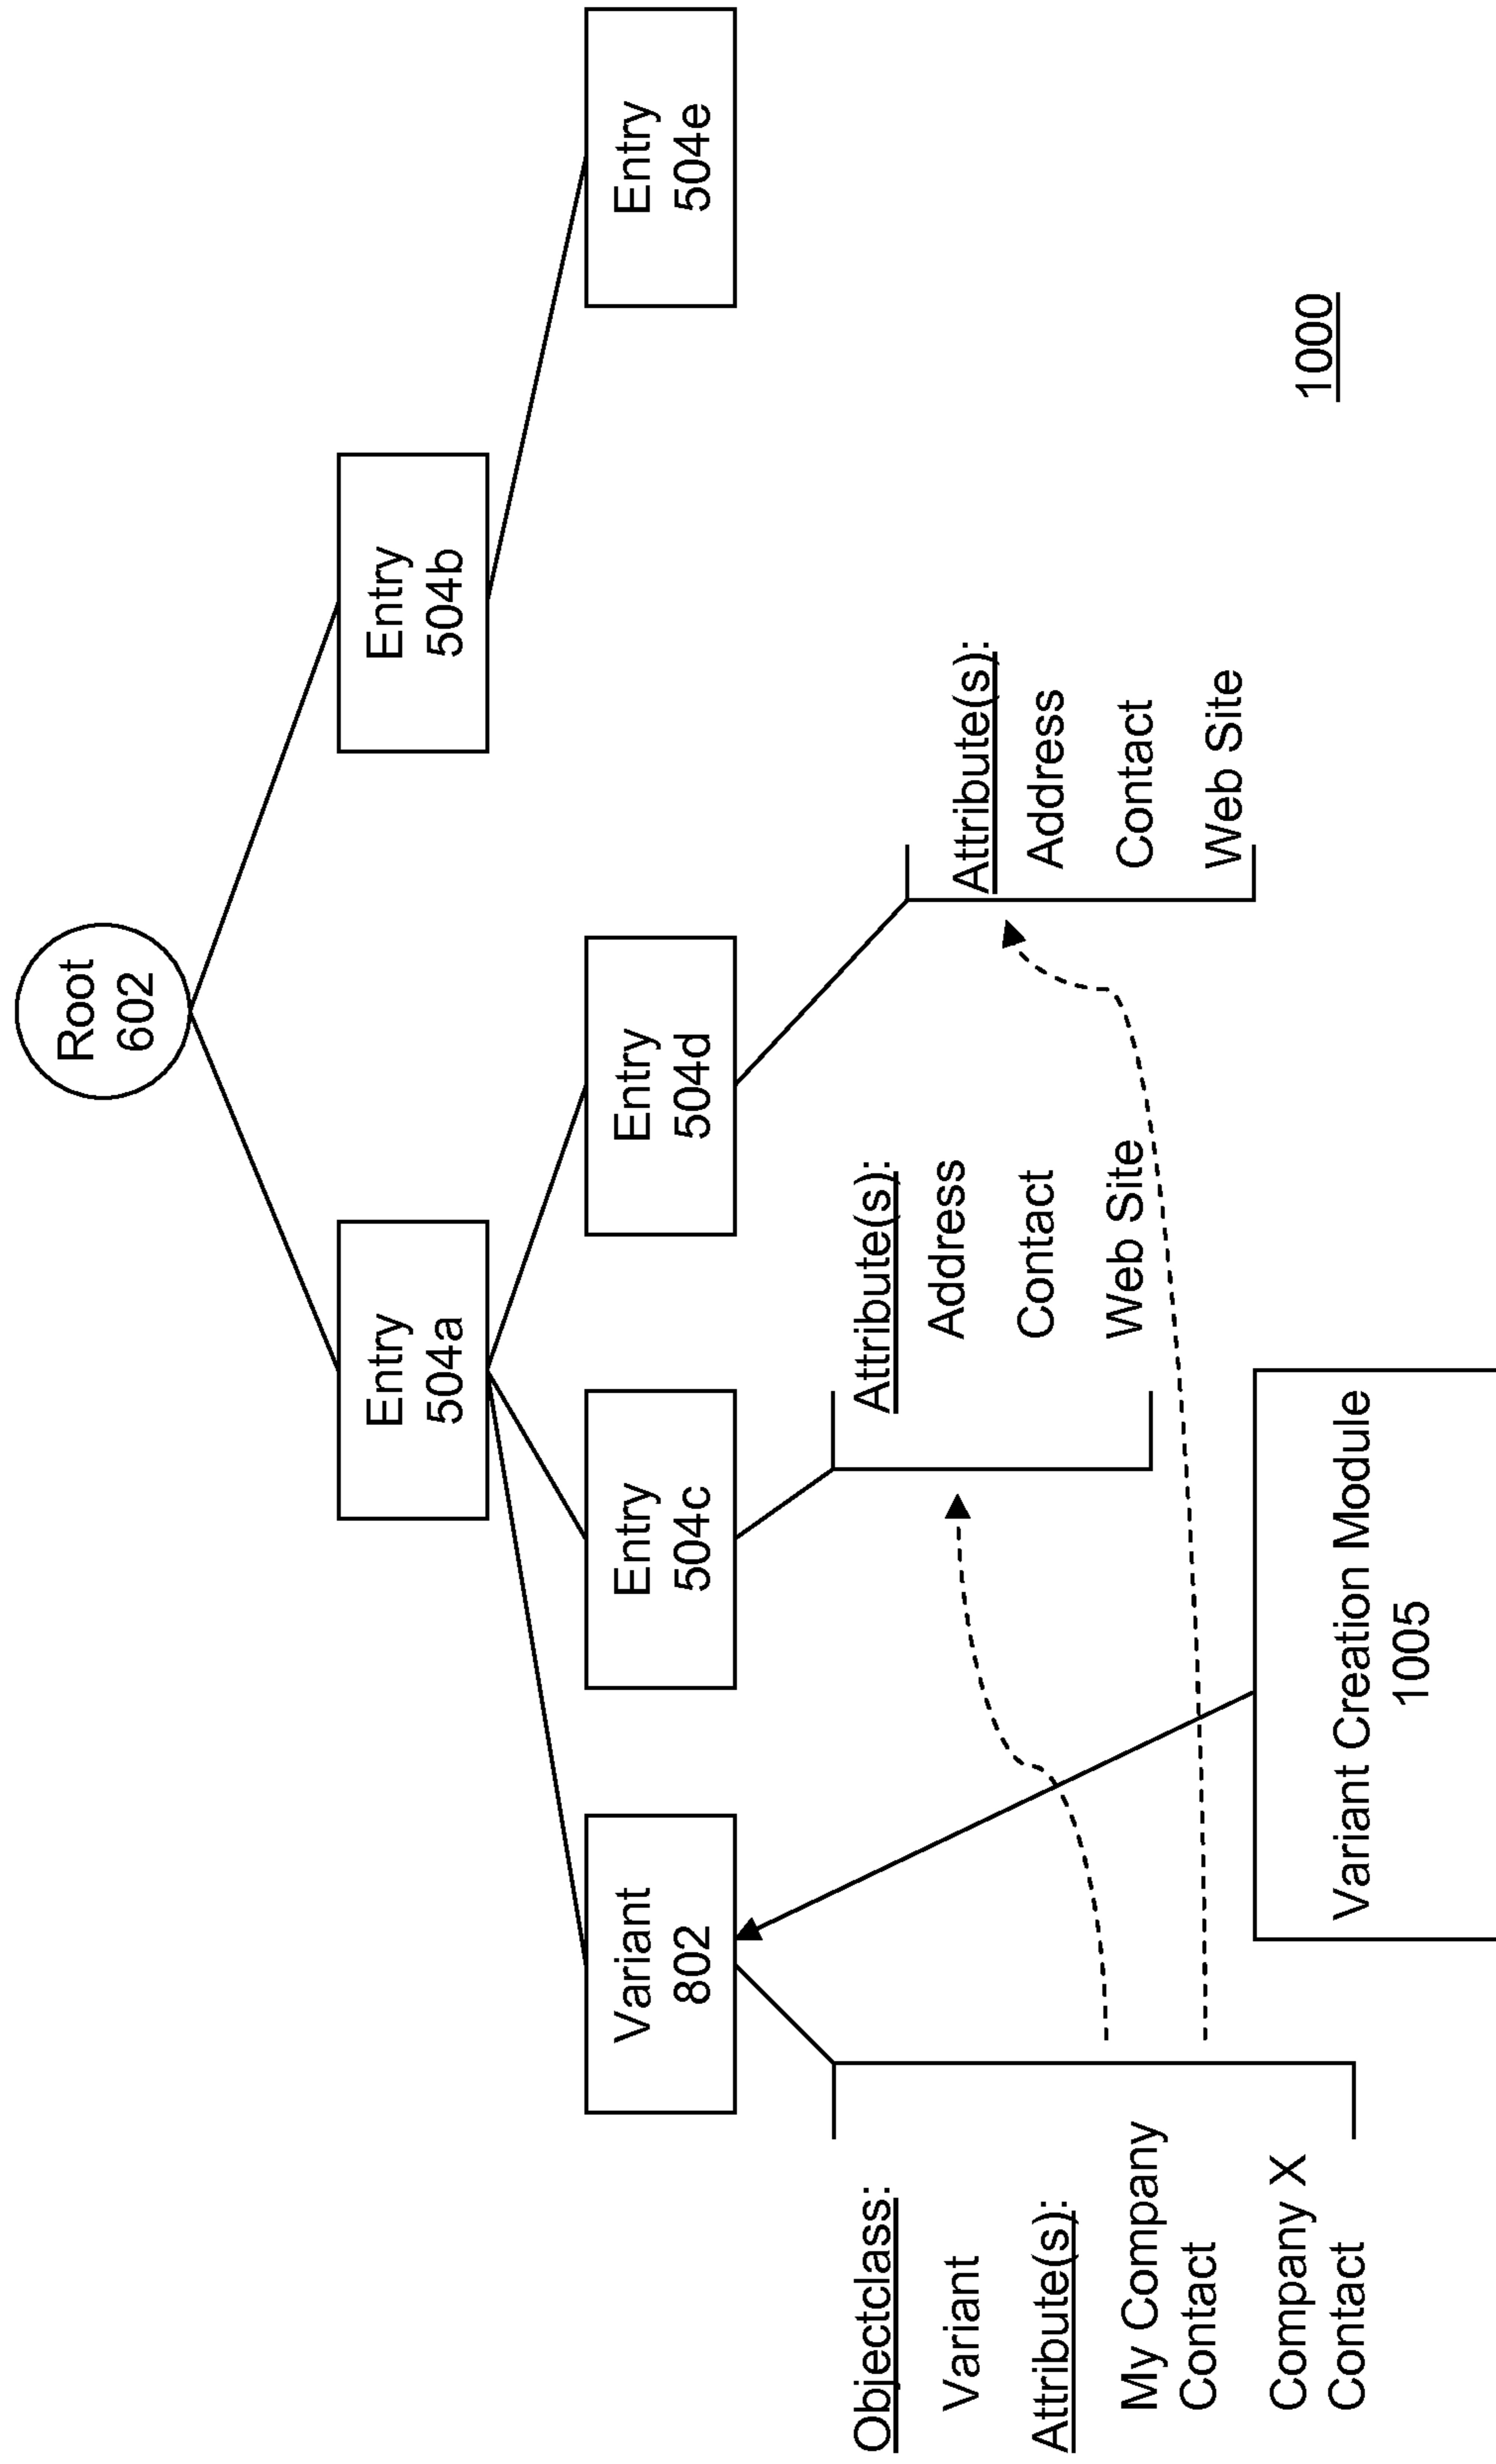 Root
602
Entry
504a
Entry
504b
Variant
802
Entry
504c
Entry
504d
Entry
504e
Objectclass:
Variant
Attribute(s):
My Company
Contact
Company X
Contact
Attribute(s):
Address
Contact
Web Site
Attribute(s):
Address
Contact
Web Site
Variant Creation Module
1005
1000